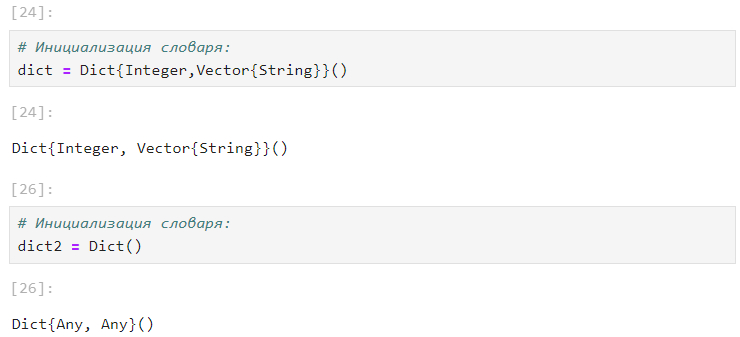 [24]:
# Инициализация словаря:
dict = Dict{Integer,Vector{String}}()
[24]:
Dict{Integer, Vector{String}}()
[26]:
# Инициализация словаря:
dict2 = Dict()
[26]:
Dict{Any, Any}()